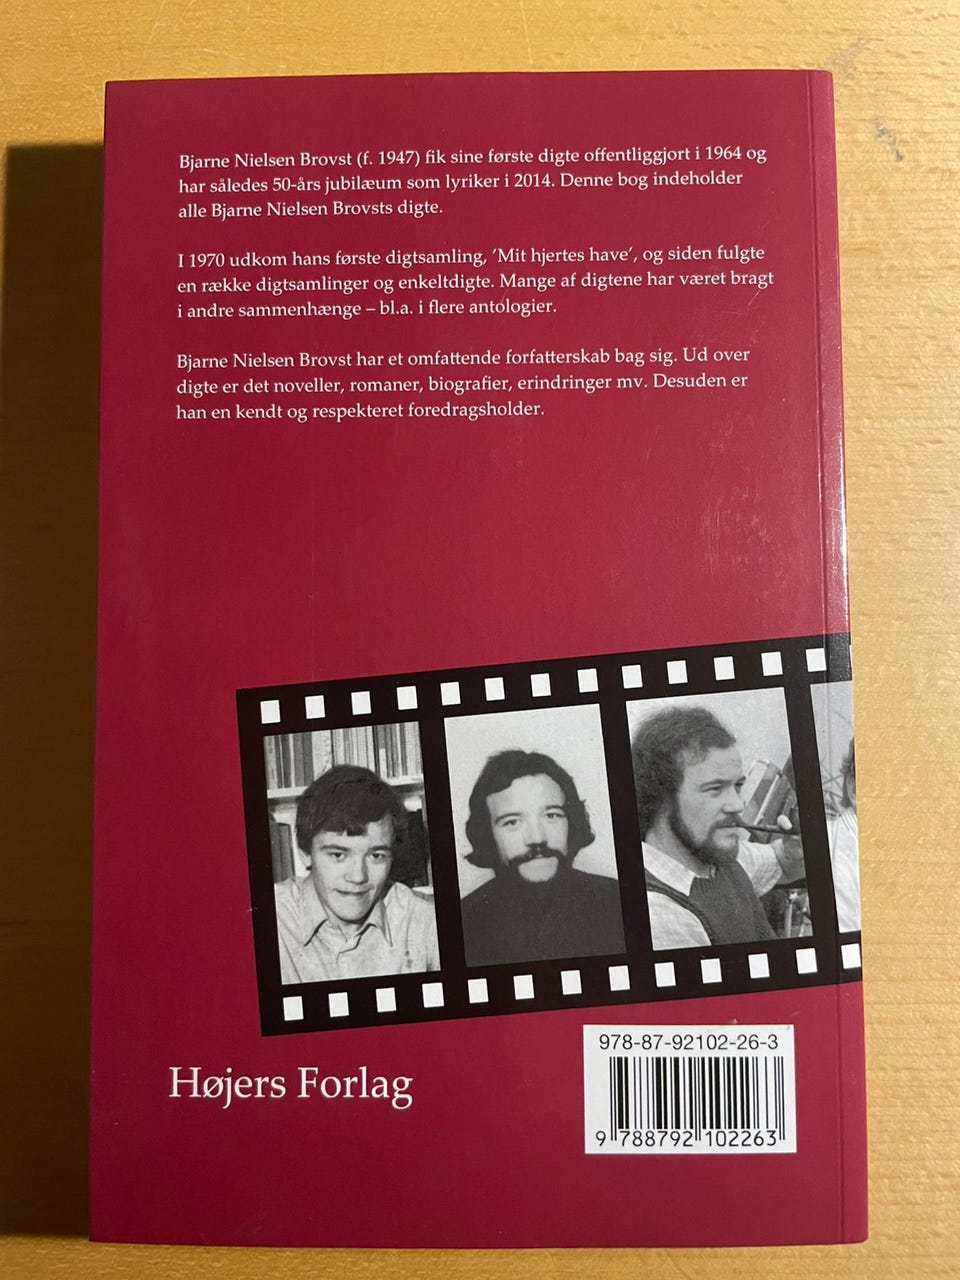 Bjarne Nielsen Brovst (f. 1947) fik sine første digte offentliggjort i 1964 og
har således 50-års jubilæum som lyriker i 2014. Denne bog indeholder
alle Bjarne Nielsen Brovsts digte.
I 1970 udkom hans første digtsamling, ’Mit hjertes have’, og siden fulgte
en række digtsamlinger og enkeltdigte. Mange af digtene har været bragt
i andre sammenhænge – bl.a. i flere antologier.
Bjarne Nielsen Brovst har et omfattende forfatterskab bag sig. Ud over
digte er det noveller, romaner, biografier, erindringer mv. Desuden er
han en kendt og respekteret foredragsholder.
Højers Forlag
978-87-92102-26-3
9 788792 102263